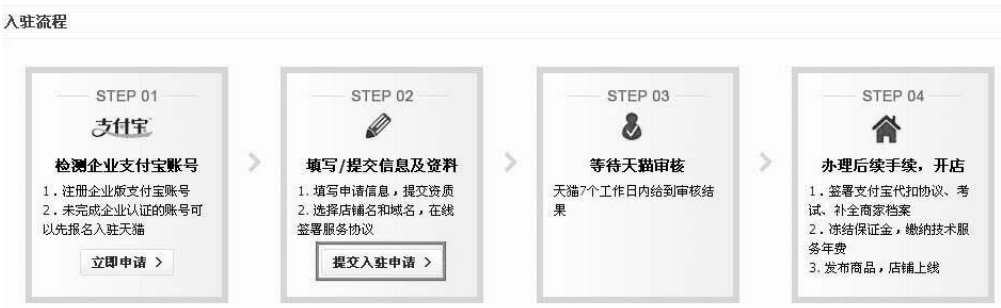 入驻流程
STEP 01
支付宝
检测企业支付宝账号
1．注册企业版支付宝账号
2．未完成企业认证的账号可
以先报名入驻天猫
立即申请 >
STEP 02
填写/提交信息及资料
1. 填写申请信息，提交资质
2. 选择店铺名和域名，在线
签署服务协议
提交入驻申请 >
STEP 03
等待天猫审核
天猫7个工作日内给到审核结
果
STEP 04
办理后续手续，开店
1．签署支付宝代扣协议、考
试、补全商家档案
2．冻结保证金，缴纳技术服
务年费
3. 发布商品，店铺上线